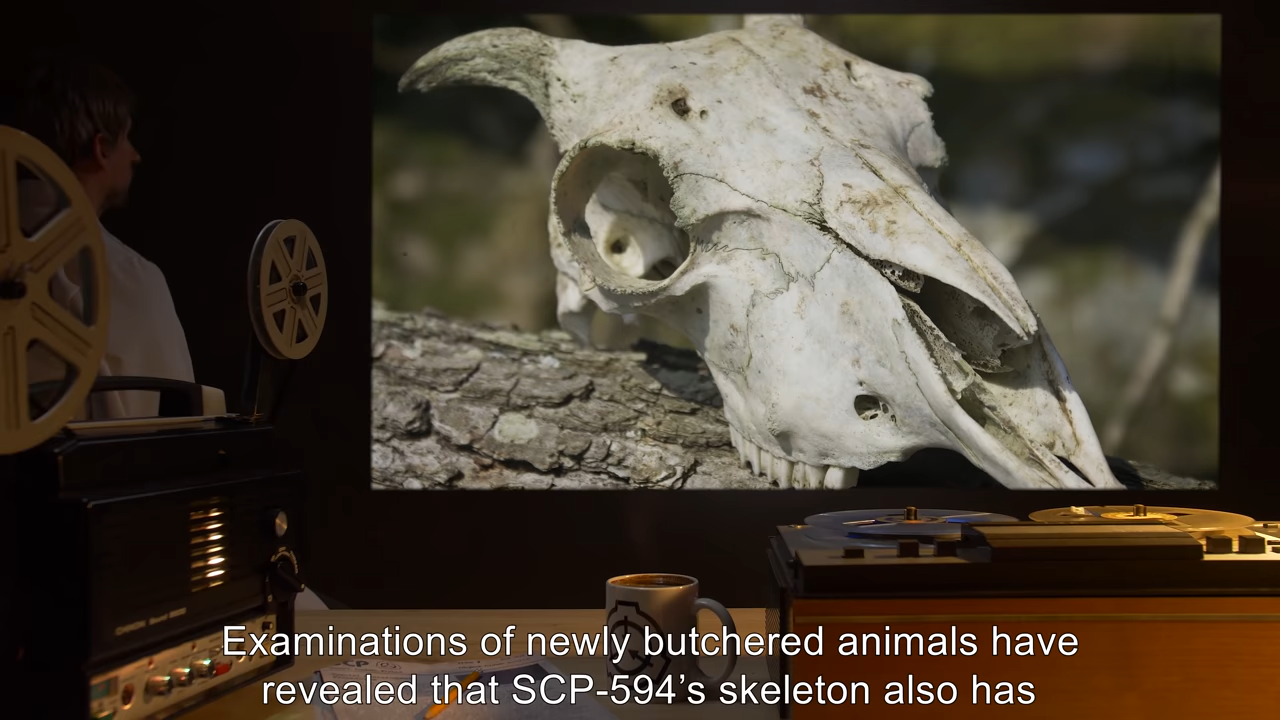 Examinations of newly butchered animals have
revealed that SCP-594’s skeleton also has